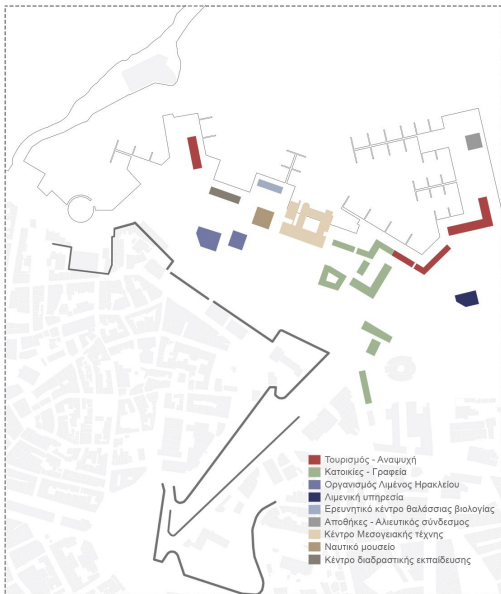 Τουρισμός - Αναψυχή
Κατοικίες - Γραφεία
Οργανισμός Λιμένος Ηρακλείου
Λιμενική υπηρεσία
Ερευνητικό κέντρο θαλάσσιας βιολογίας
Αποθήκες - Αλιευτικός σύνδεσμος
Κέντρο Μεσογειακής τέχνης
Ναυτικό μουσείο
Κέντρο διαδραστικής εκπαίδευσης